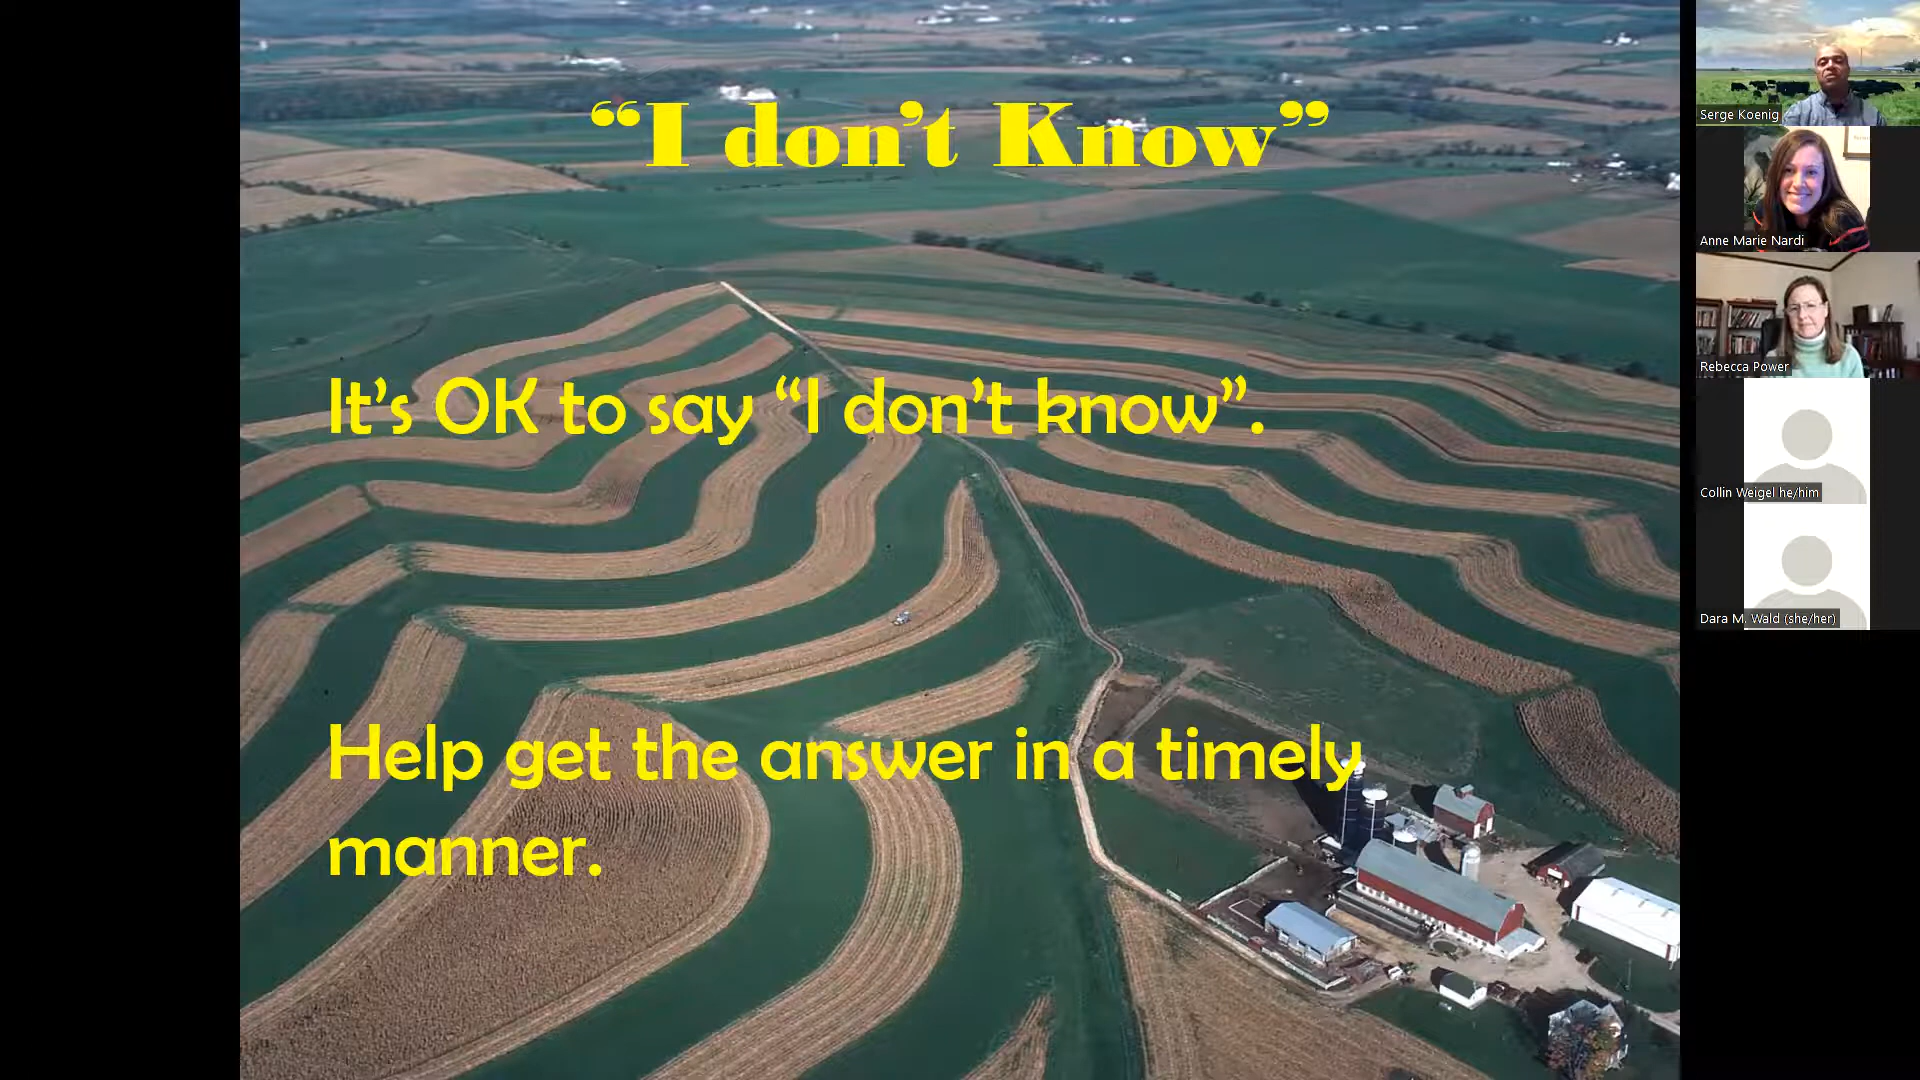 “I don’t Know”
It’s OK to say “I don’t know”.
Help get the answer in a timely
manner.
Serge Koenig
Anne Marie Nardi
Rebecca Power
Collin Weigel he/him
Dara M. Wald (she/her)